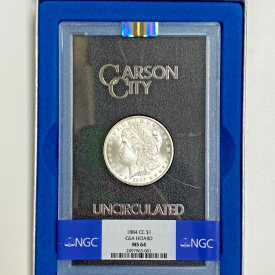 CARSON
CITY
UNCIRCULATED
1884 CC $1
GSA HOARD
MS 64
NGC
NGC